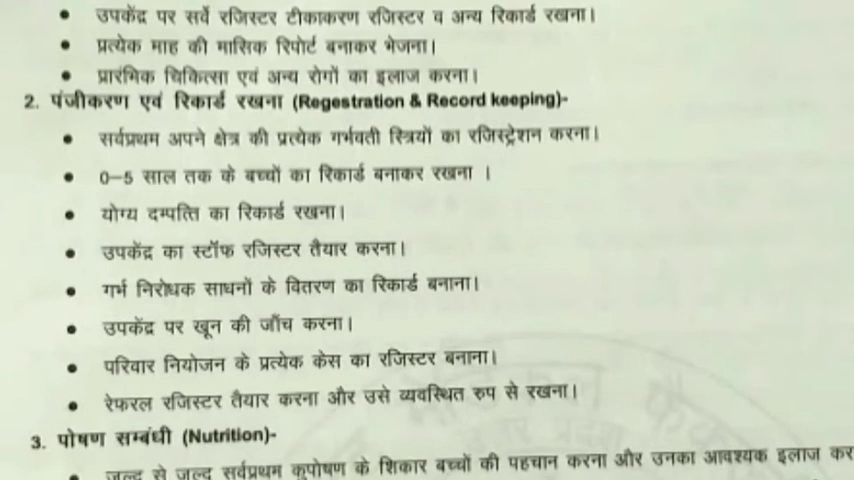 • उपकेंद्र पर सर्वे रजिस्टर टीकाकरण रजिस्टर व अन्य रिकार्ड रखना।
• प्रत्येक माह की मासिक रिपोर्ट बनाकर भेजना।
• प्रारंमिक चिकित्सा एवं अन्य रोगों का इलाज करना।
2. पंजीकरण एवं रिकार्ड रखना (Regestration & Record keeping)-
• सर्वप्रथम अपने क्षेत्र की प्रत्येक गर्भवती स्त्रियों का रजिस्ट्रेशन करना।
• 0–5 साल तक के बच्चों का रिकार्ड बनाकर रखना ।
• योग्य दम्पत्ति का रिकार्ड रखना।
• उपकेंद्र का स्टॉफ रजिस्टर तैयार करना।
• गर्भ निरोधक साधनों के वितरण का रिकार्ड बनाना।
• उपकेंद्र पर खून की जाँच करना।
• परिवार नियोजन के प्रत्येक केस का रजिस्टर बनाना।
• रेफरल रजिस्टर तैयार करना और उसे व्यवस्थित रुप से रखना।
3. पोषण सम्बंधी (Nutrition)-
• जल्द से जल्द सर्वप्रथम कुपोषण के शिकार बच्चों की पहचान करना और उनका आवश्यक इलाज कर